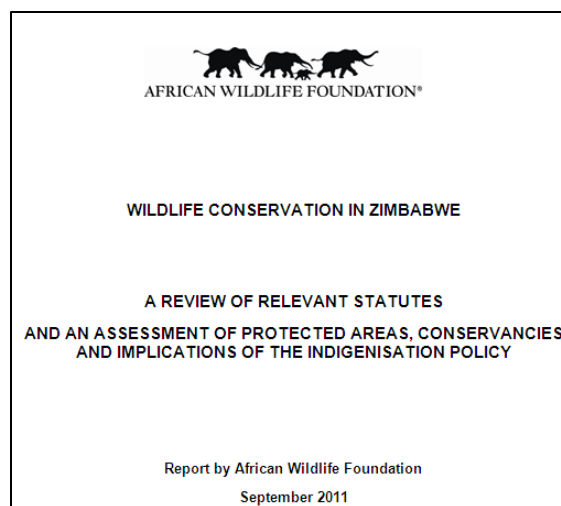 AFRICAN WILDLIFE FOUNDATION®
WILDLIFE CONSERVATION IN ZIMBABWE
A REVIEW OF RELEVANT STATUTES
AND AN ASSESSMENT OF PROTECTED AREAS, CONSERVANCIES
AND IMPLICATIONS OF THE INDIGENISATION POLICY
Report by African Wildlife Foundation
September 2011